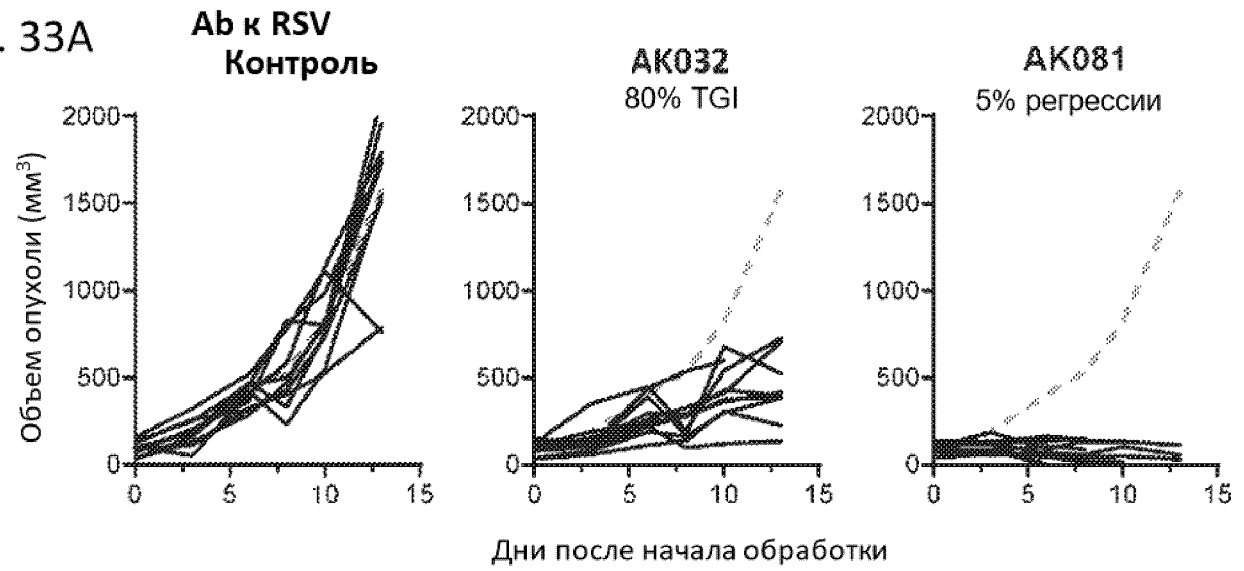 . 33А
Ab к RSV
Контроль
AK032
80% TGI
AK081
5% регрессии
Объем опухоли (мм³)
2000
1500
1000
500
0
0 5 10 15
2000
1500
1000
500
0
0 5 10 15
2000
1500
1000
500
0
0 5 10 15
Дни после начала обработки